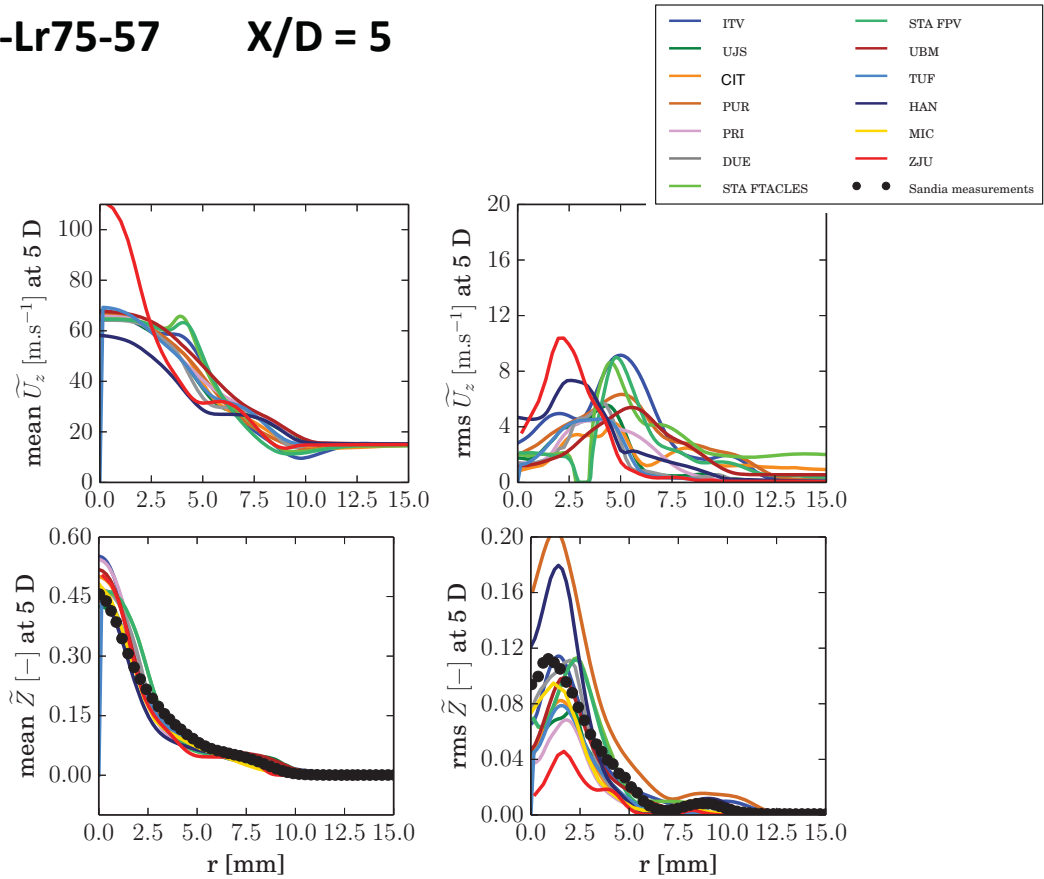 -Lr75-57 X/D = 5
ITV
UJS
CIT
PUR
PRI
DUE
STA FTACLES
STA FPV
UBM
TUF
HAN
MIC
ZJU
Sandia measurements
mean Ũz [m.s⁻¹] at 5 D
100
80
60
40
20
0
0.0 2.5 5.0 7.5 10.0 12.5 15.0
rms Ũz [m.s⁻¹] at 5 D
20
16
12
8
4
0
0.0 2.5 5.0 7.5 10.0 12.5 15.0
mean Z̃ [−] at 5 D
0.60
0.45
0.30
0.15
0.00
0.0 2.5 5.0 7.5 10.0 12.5 15.0
r [mm]
rms Z̃ [−] at 5 D
0.20
0.16
0.12
0.08
0.04
0.00
0.0 2.5 5.0 7.5 10.0 12.5 15.0
r [mm]